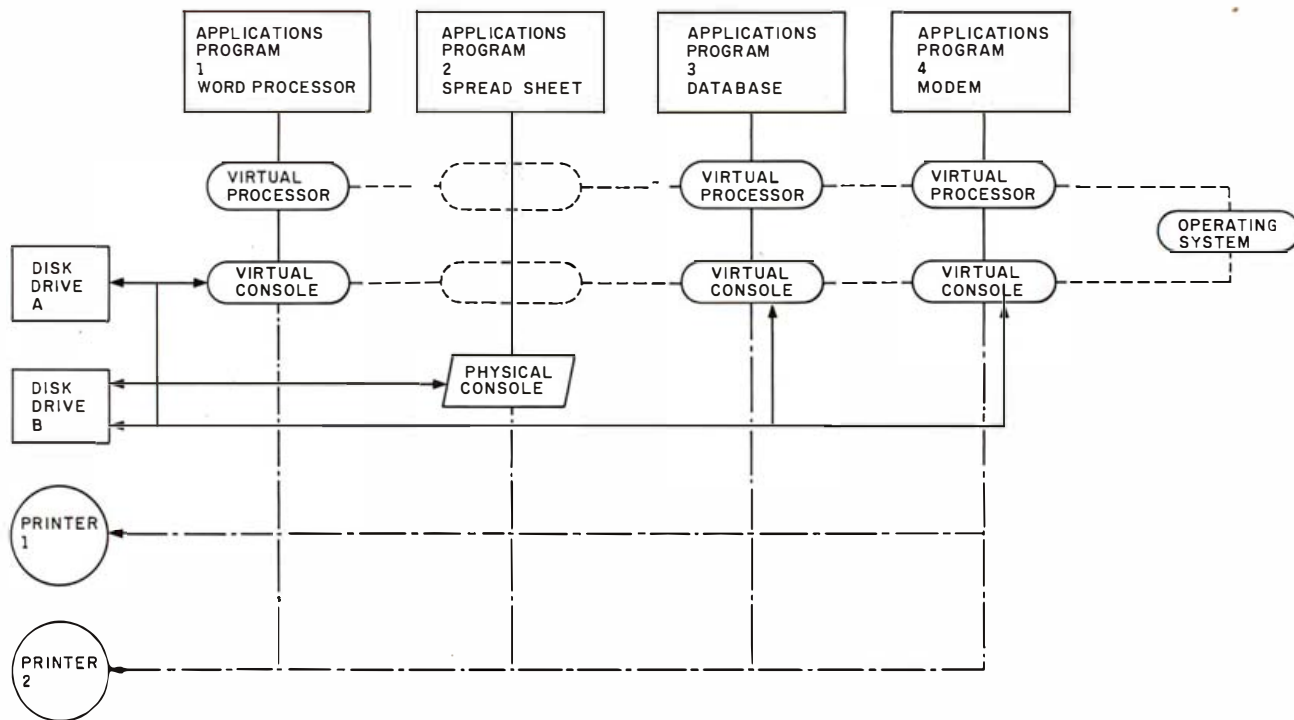 APPLICATIONS
PROGRAM
1
WORD PROCESSOR
APPLICATIONS
PROGRAM
2
SPREAD SHEET
APPLICATIONS
PROGRAM
3
DATABASE
APPLICATIONS
PROGRAM
4
MODEM
VIRTUAL
PROCESSOR
VIRTUAL
PROCESSOR
VIRTUAL
PROCESSOR
OPERATING
SYSTEM
DISK
DRIVE
A
VIRTUAL
CONSOLE
VIRTUAL
CONSOLE
VIRTUAL
CONSOLE
DISK
DRIVE
B
PHYSICAL
CONSOLE
PRINTER
1
PRINTER
2